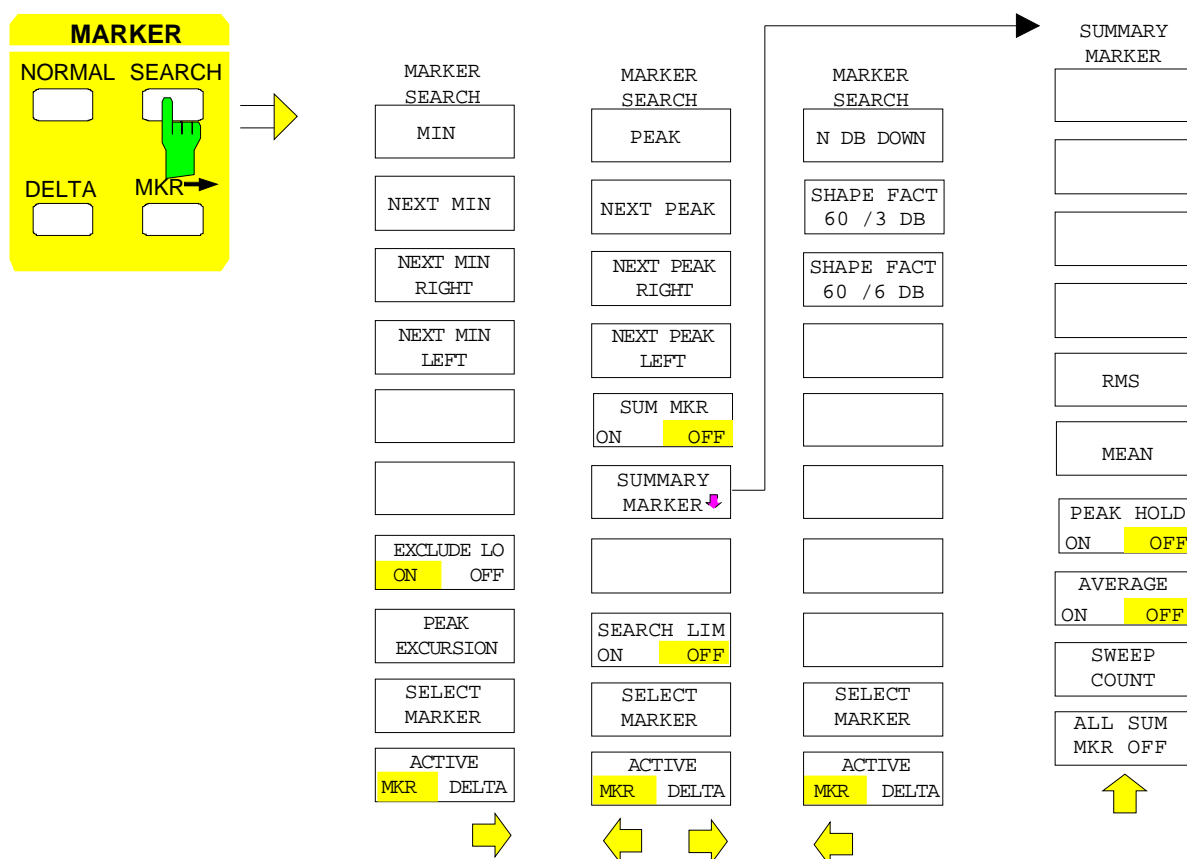 MARKER
NORMAL SEARCH
DELTA MKR
MARKER
SEARCH
MIN
NEXT MIN
NEXT MIN
RIGHT
NEXT MIN
LEFT
EXCLUDE LO
ON OFF
PEAK
EXCURSION
SELECT
MARKER
ACTIVE
MKR DELTA
MARKER
SEARCH
PEAK
NEXT PEAK
NEXT PEAK
RIGHT
NEXT PEAK
LEFT
SUM MKR
ON OFF
SUMMARY
MARKER
SEARCH LIM
ON OFF
SELECT
MARKER
ACTIVE
MKR DELTA
MARKER
SEARCH
N DB DOWN
SHAPE FACT
60 /3 DB
SHAPE FACT
60 /6 DB
SELECT
MARKER
ACTIVE
MKR DELTA
SUMMARY
MARKER
RMS
MEAN
PEAK HOLD
ON OFF
AVERAGE
ON OFF
SWEEP
COUNT
ALL SUM
MKR OFF